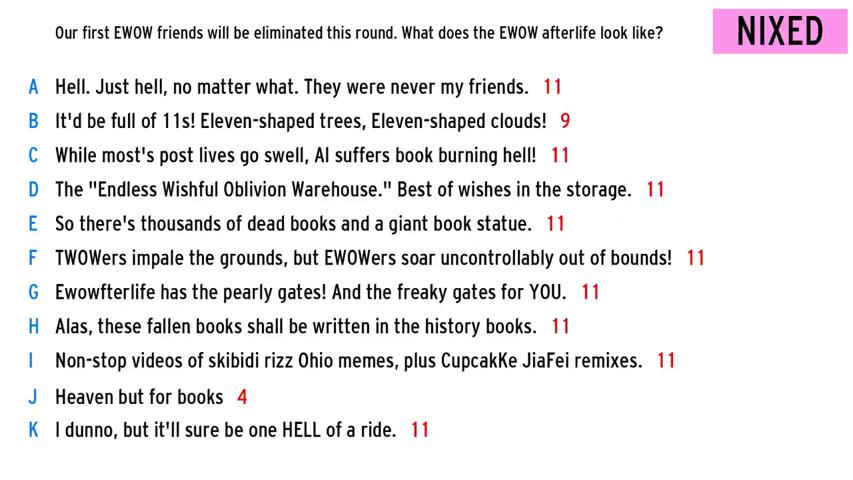 Our first EWOW friends will be eliminated this round. What does the EWOW afterlife look like?
NIXED
A Hell. Just hell, no matter what. They were never my friends. 11
B It'd be full of 11s! Eleven-shaped trees, Eleven-shaped clouds! 9
C While most's post lives go swell, AI suffers book burning hell! 11
D The "Endless Wishful Oblivion Warehouse." Best of wishes in the storage. 11
E So there's thousands of dead books and a giant book statue. 11
F TWOWers impale the grounds, but EWOWers soar uncontrollably out of bounds! 11
G Ewowfterlife has the pearly gates! And the freaky gates for YOU. 11
H Alas, these fallen books shall be written in the history books. 11
I Non-stop videos of skibidi rizz Ohio memes, plus CupcakKe JiaFei remixes. 11
J Heaven but for books 4
K I dunno, but it'll sure be one HELL of a ride. 11